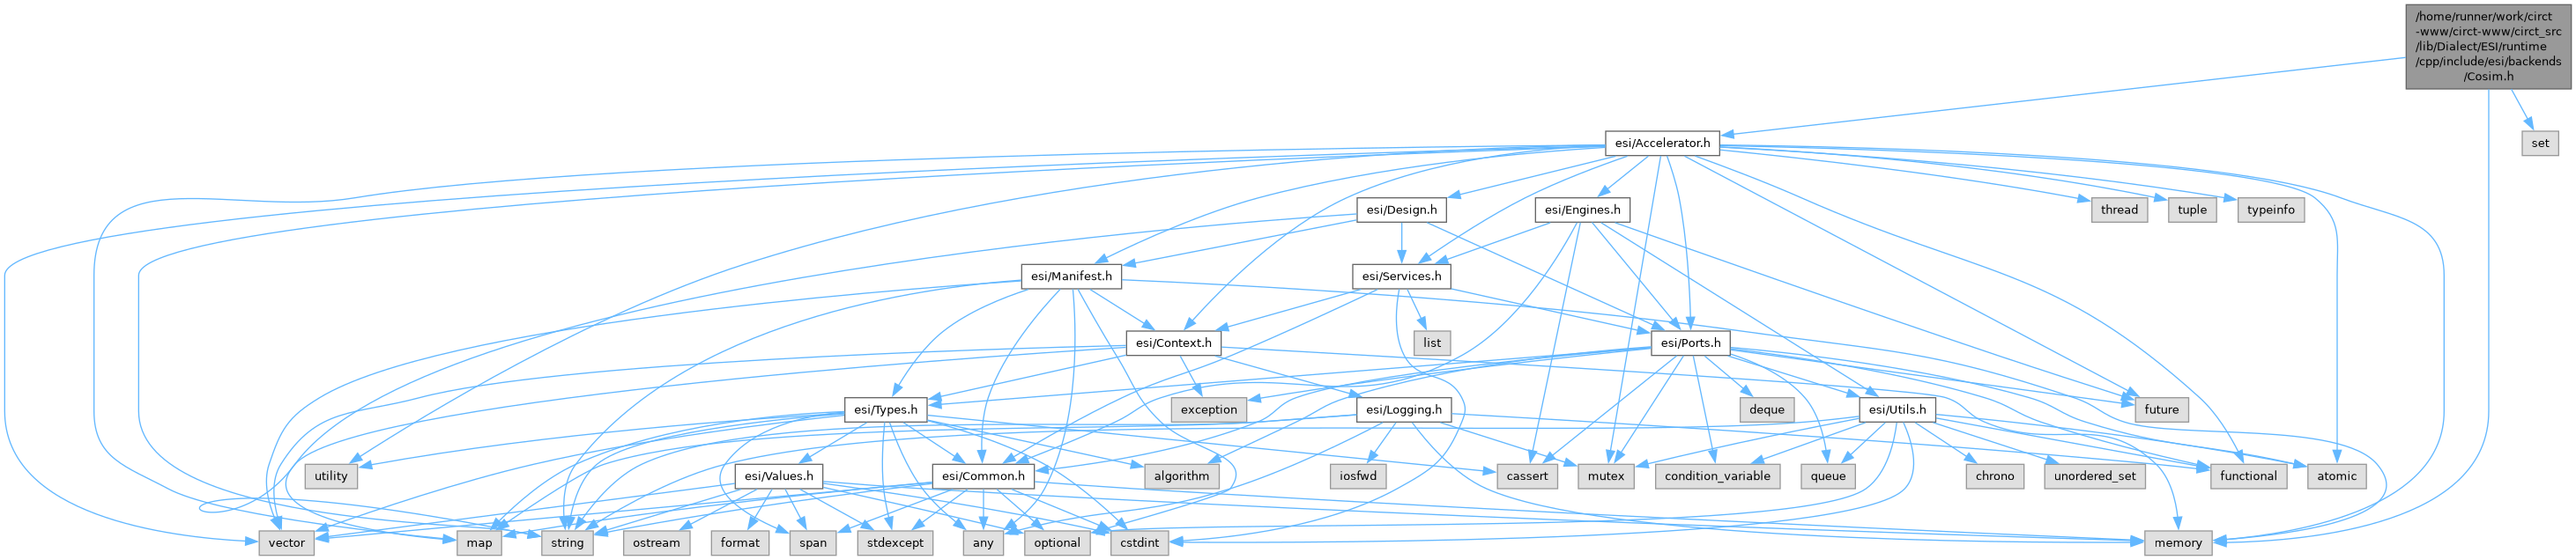 /home/runner/work/circt
-www/circt-www/circt_src
/lib/Dialect/ESI/runtime
/cpp/include/esi/backends
/Cosim.h
esi/Accelerator.h
set
esi/Design.h
esi/Engines.h
thread
tuple
typeinfo
esi/Manifest.h
esi/Services.h
esi/Context.h
list
esi/Ports.h
esi/Types.h
exception
esi/Logging.h
deque
esi/Utils.h
future
utility
esi/Values.h
esi/Common.h
algorithm
iosfwd
cassert
mutex
condition_variable
queue
chrono
unordered_set
functional
atomic
vector
map
string
ostream
format
span
stdexcept
any
optional
cstdint
memory